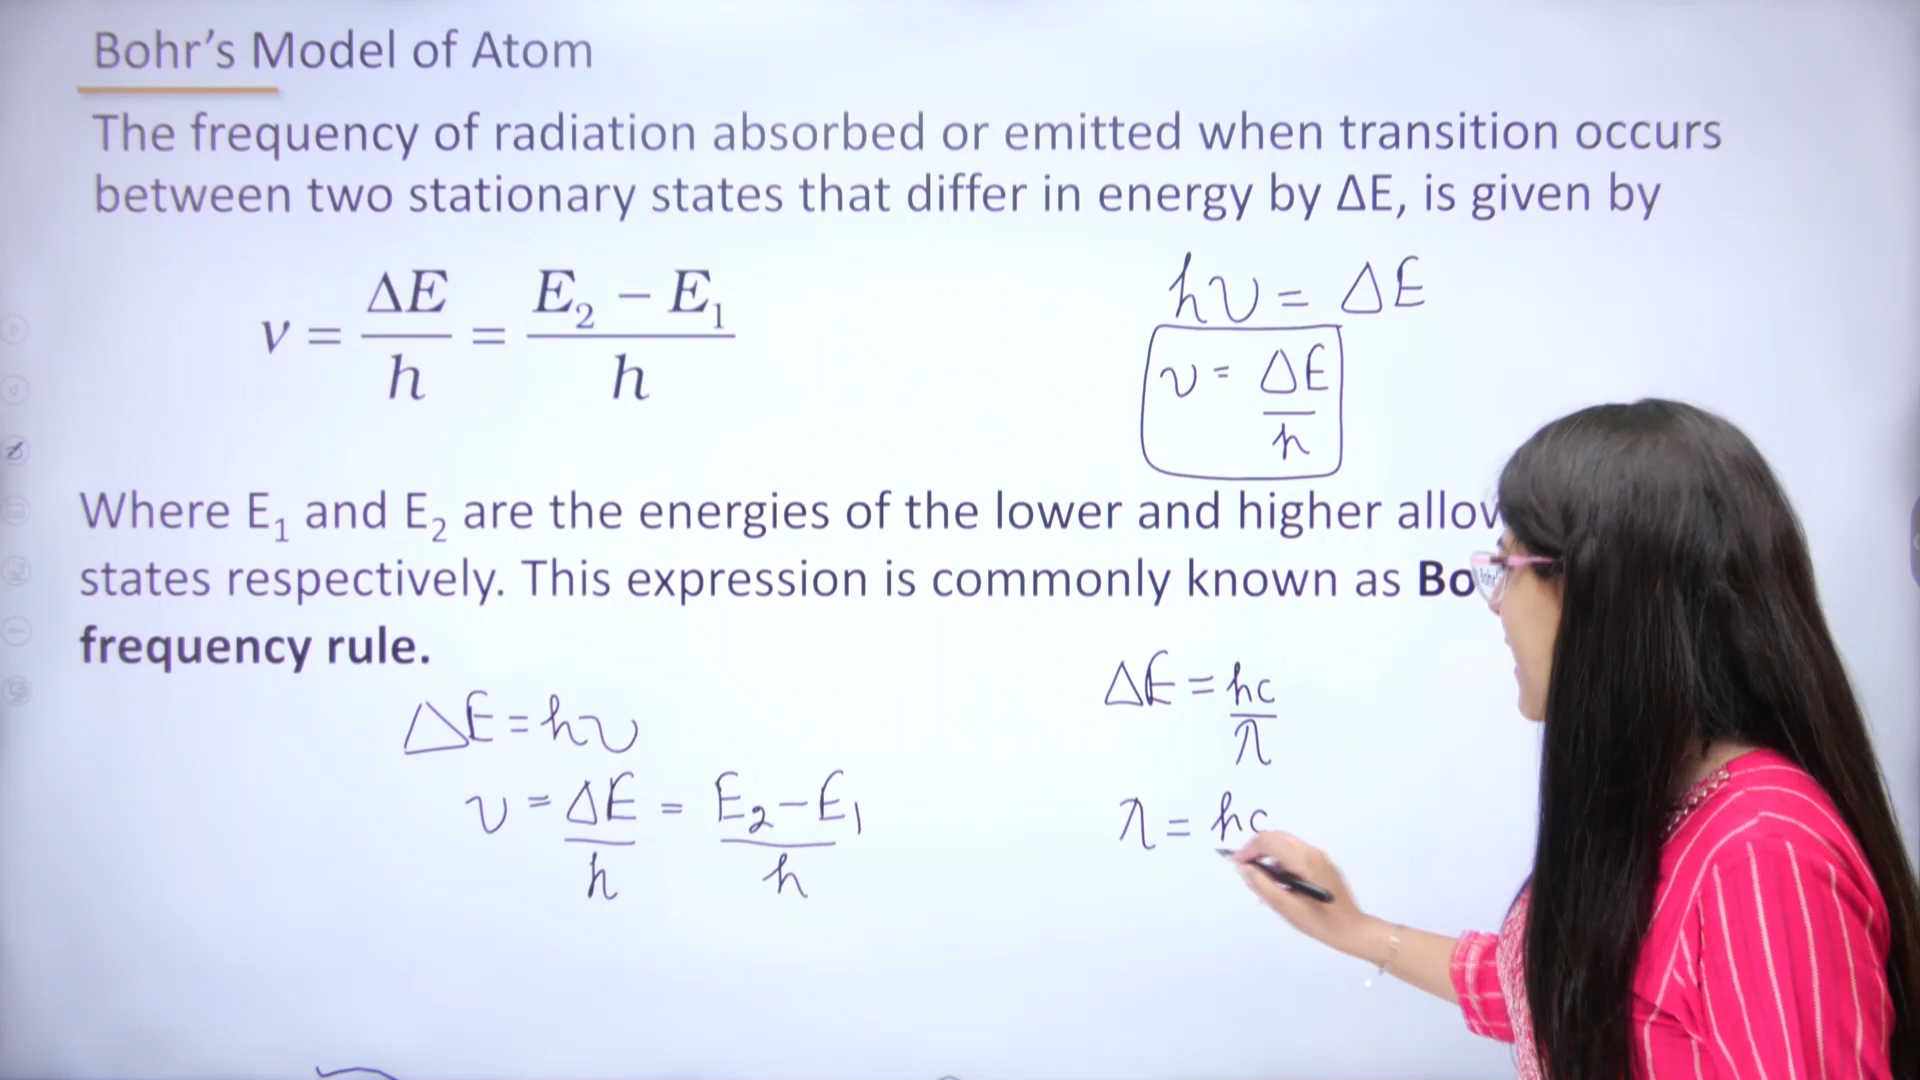 Bohr’s Model of Atom
The frequency of radiation absorbed or emitted when transition occurs
between two stationary states that differ in energy by ΔE, is given by
ν = ΔE/h = E₂ − E₁/h
hν = ΔE
ν = ΔE/h
Where E₁ and E₂ are the energies of the lower and higher
states respectively. This expression is commonly known as
frequency rule.
ΔE = hν
ν = ΔE/h = E₂ − E₁/h
ΔE = hc/λ
λ = hc